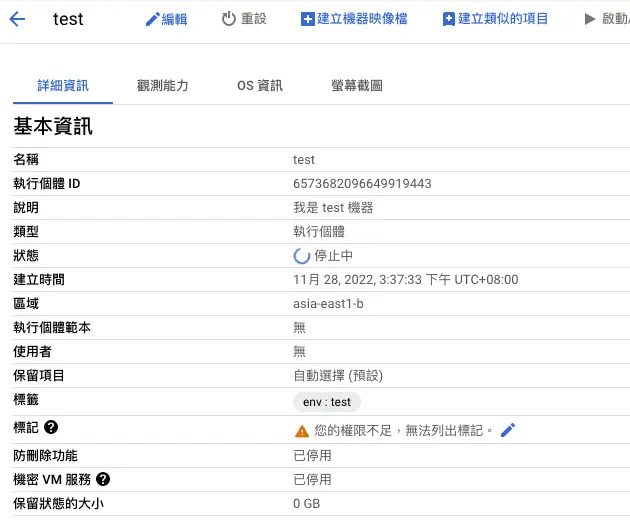 test 編輯 重設 建立機器映像檔 建立類似的項目 啟動
詳細資訊 觀測能力 OS 資訊 螢幕截圖
基本資訊
名稱 test
執行個體 ID 6573682096649919443
說明 我是 test 機器
類型 執行個體
狀態 停止中
建立時間 11月 28, 2022, 3:37:33 下午 UTC+08:00
區域 asia-east1-b
執行個體範本 無
使用者 無
保留項目 自動選擇 (預設)
標籤 env : test
標記 ? 您的權限不足，無法列出標記。
防刪除功能 已停用
機密 VM 服務 ? 已停用
保留狀態的大小 0 GB